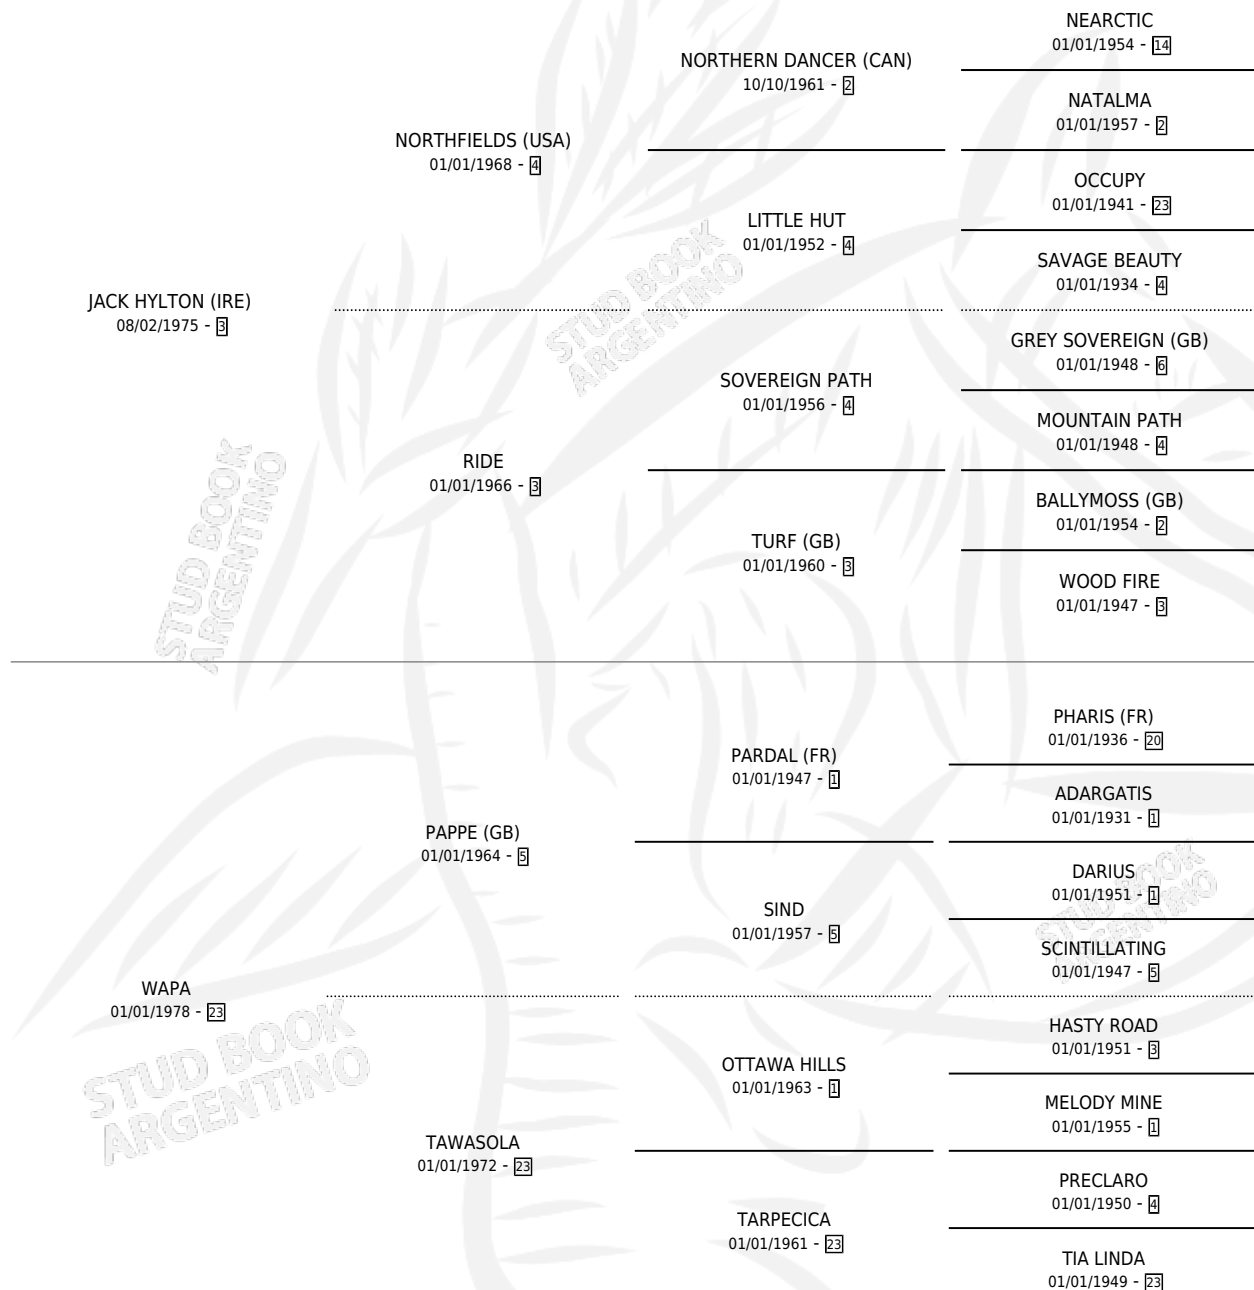 NEARCTIC
01/01/1954 - 14
NORTHERN DANCER (CAN)
10/10/1961 - 2
NATALMA
01/01/1957 - 2
NORTHFIELDS (USA)
01/01/1968 - 4
OCCUPY
01/01/1941 - 23
LITTLE HUT
01/01/1952 - 4
SAVAGE BEAUTY
01/01/1934 - 4
JACK HYLTON (IRE)
08/02/1975 - 3
GREY SOVEREIGN (GB)
01/01/1948 - 6
SOVEREIGN PATH
01/01/1956 - 4
MOUNTAIN PATH
01/01/1948 - 4
RIDE
01/01/1966 - 3
BALLYMOSS (GB)
01/01/1954 - 2
TURF (GB)
01/01/1960 - 3
WOOD FIRE
01/01/1947 - 3
PHARIS (FR)
01/01/1936 - 20
PARDAL (FR)
01/01/1947 - 1
ADARGATIS
01/01/1931 - 1
PAPPE (GB)
01/01/1964 - 5
DARIUS
01/01/1951 - 1
SIND
01/01/1957 - 5
SCINTILLATING
01/01/1947 - 5
WAPA
01/01/1978 - 23
HASTY ROAD
01/01/1951 - 3
OTTAWA HILLS
01/01/1963 - 1
MELODY MINE
01/01/1955 - 1
TAWASOLA
01/01/1972 - 23
PRECLARO
01/01/1950 - 4
TARPECICA
01/01/1961 - 23
TIA LINDA
01/01/1949 - 23
STUD BOOK
ARGENTINO
STUD BOOK
ARGENTINO
STUD BOOK
ARGENTINO
STUD BOOK
ARGENTINO